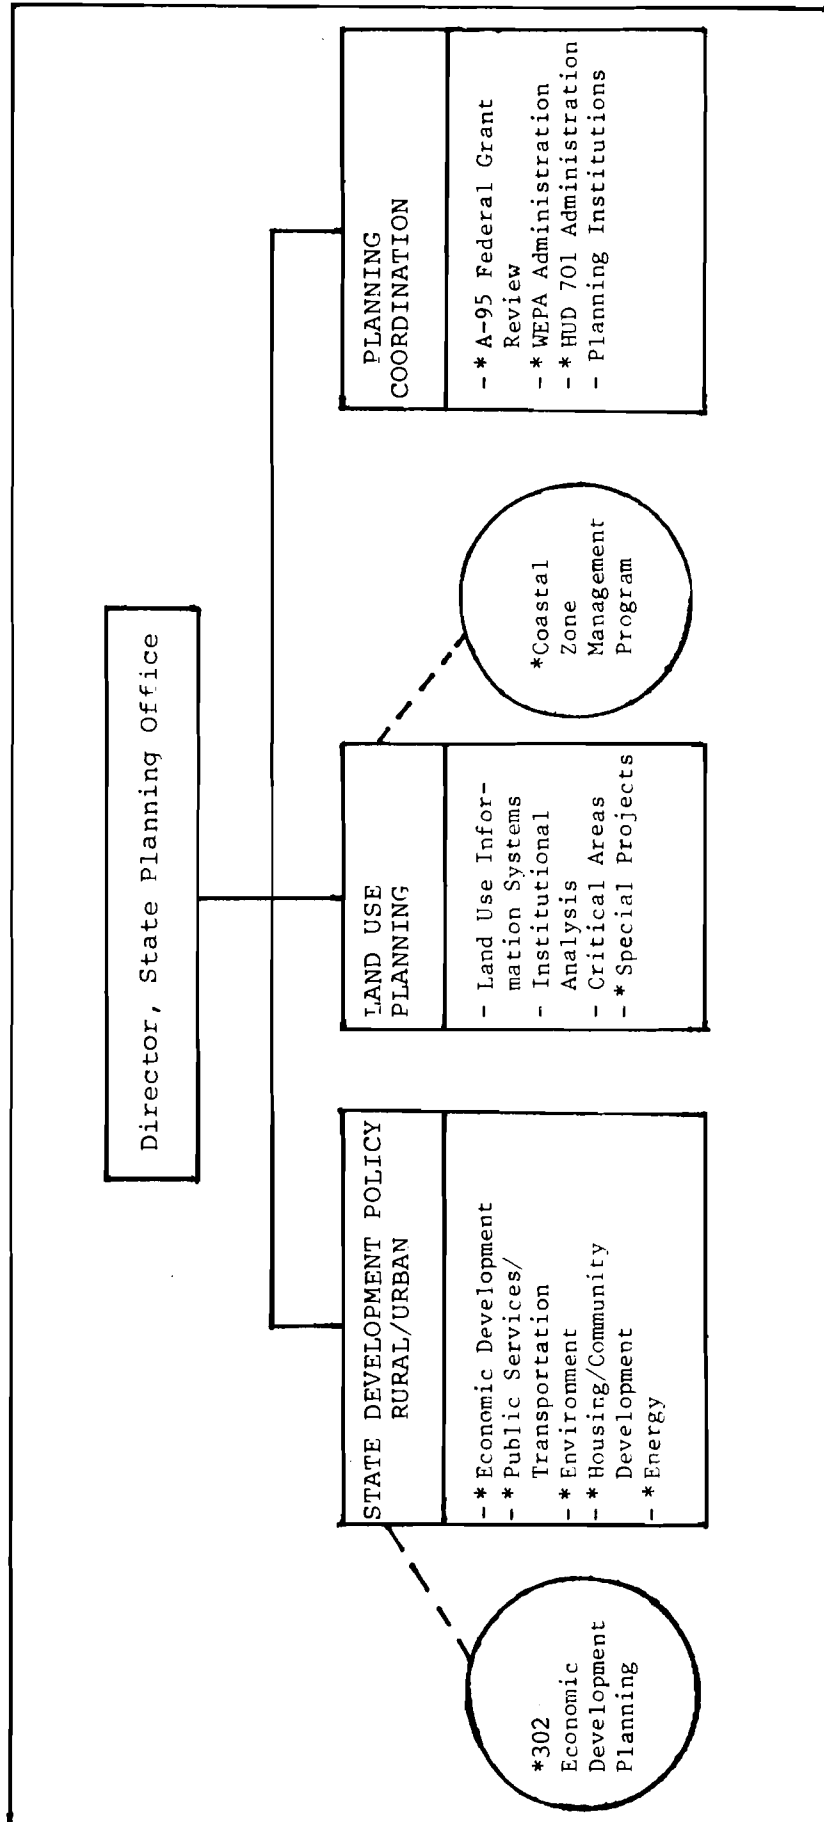 Director, State Planning Office
STATE DEVELOPMENT POLICY
RURAL/URBAN
-*Economic Development
-*Public Services/
Transportation
-*Environment
-*Housing/Community
Development
-*Energy
*302
Economic
Development
Planning
LAND USE
PLANNING
- Land Use Infor-
mation Systems
- Institutional
Analysis
- Critical Areas
-* Special Projects
*Coastal
Zone
Management
Program
PLANNING
COORDINATION
-* A-95 Federal Grant
Review
-* WEPA Administration
-* HUD 701 Administration
- Planning Institutions